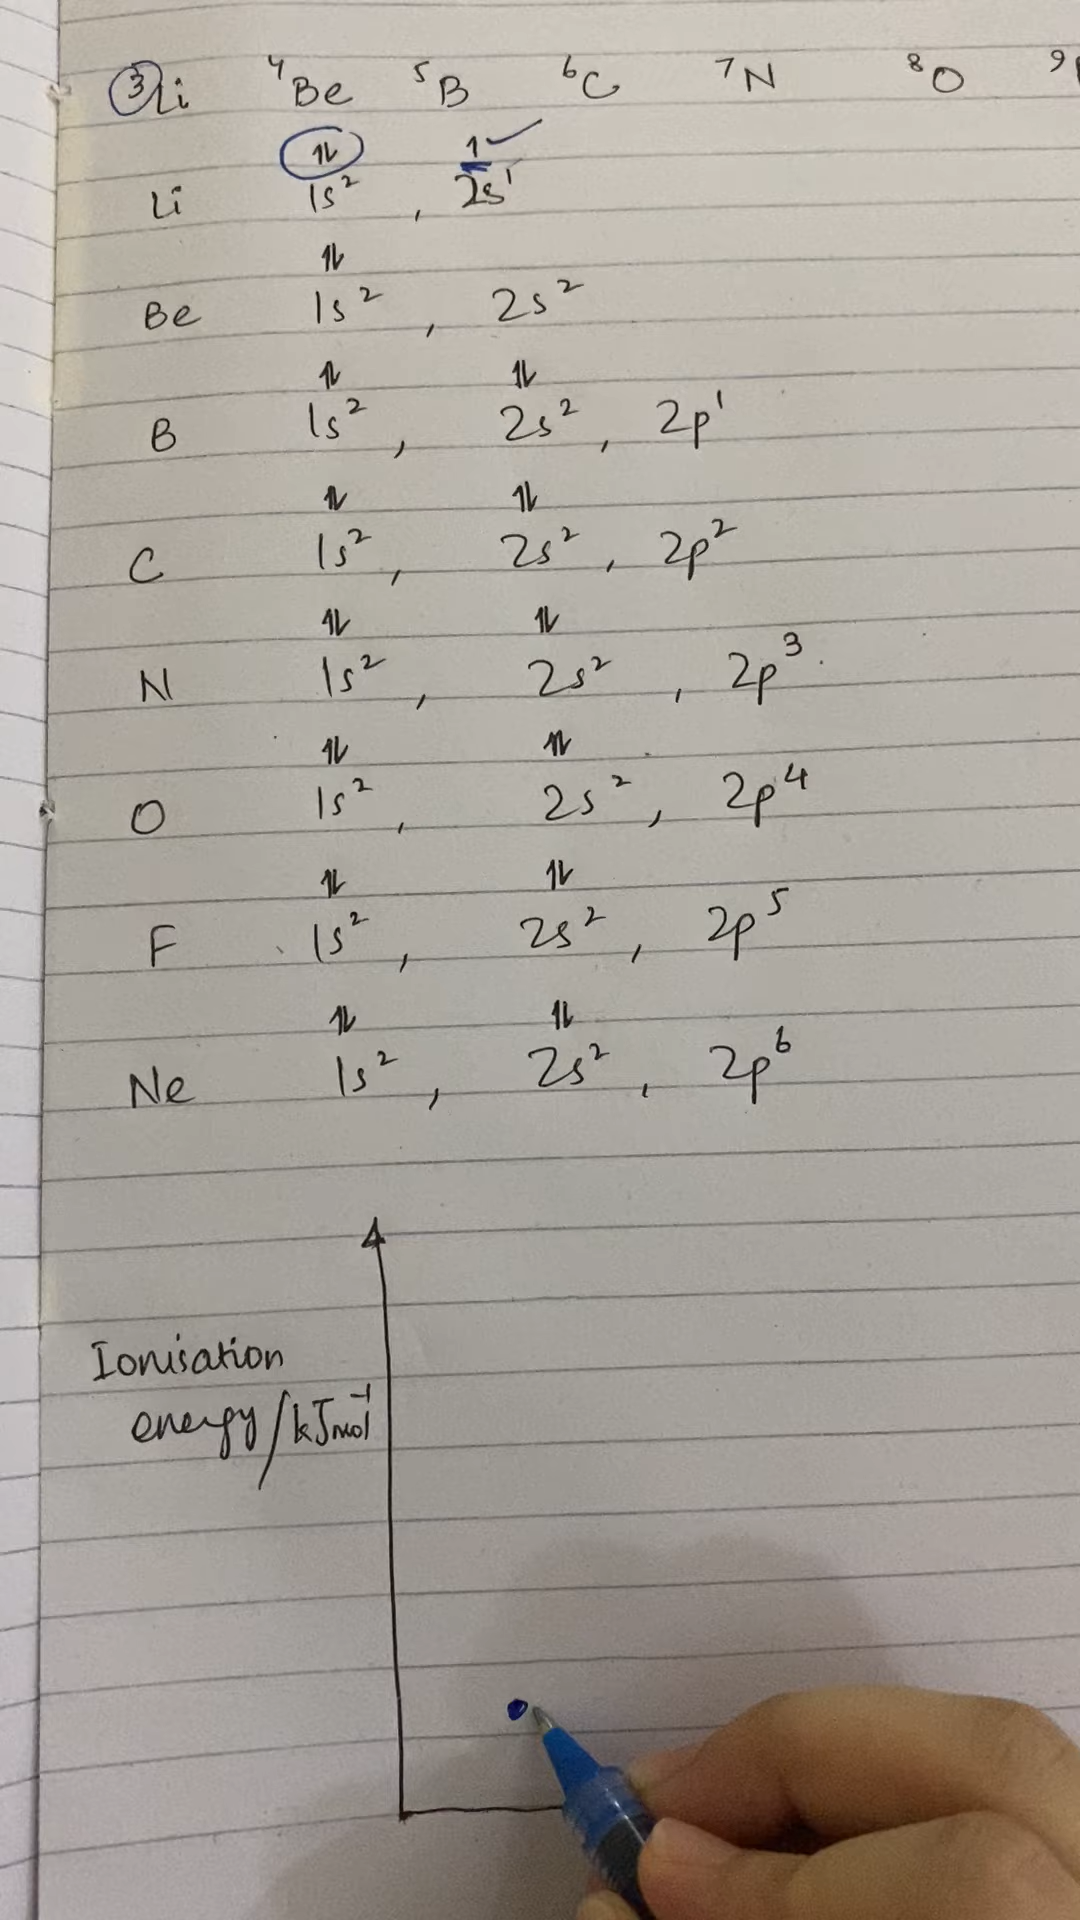 ③Li ⁴Be ⁵B ⁶C ⁷N ⁸O ⁹
⥮ 1
Li 1s², 2s¹
⥮
Be 1s², 2s²
⥮ ⥮
B 1s², 2s², 2p¹
⥮ ⥮
C 1s², 2s², 2p²
⥮ ⥮
N 1s², 2s², 2p³
⥮ ⥮
O 1s², 2s², 2p⁴
⥮ ⥮
F 1s², 2s², 2p⁵
⥮ ⥮
Ne 1s², 2s², 2p⁶
Ionisation
energy/kJmol⁻¹